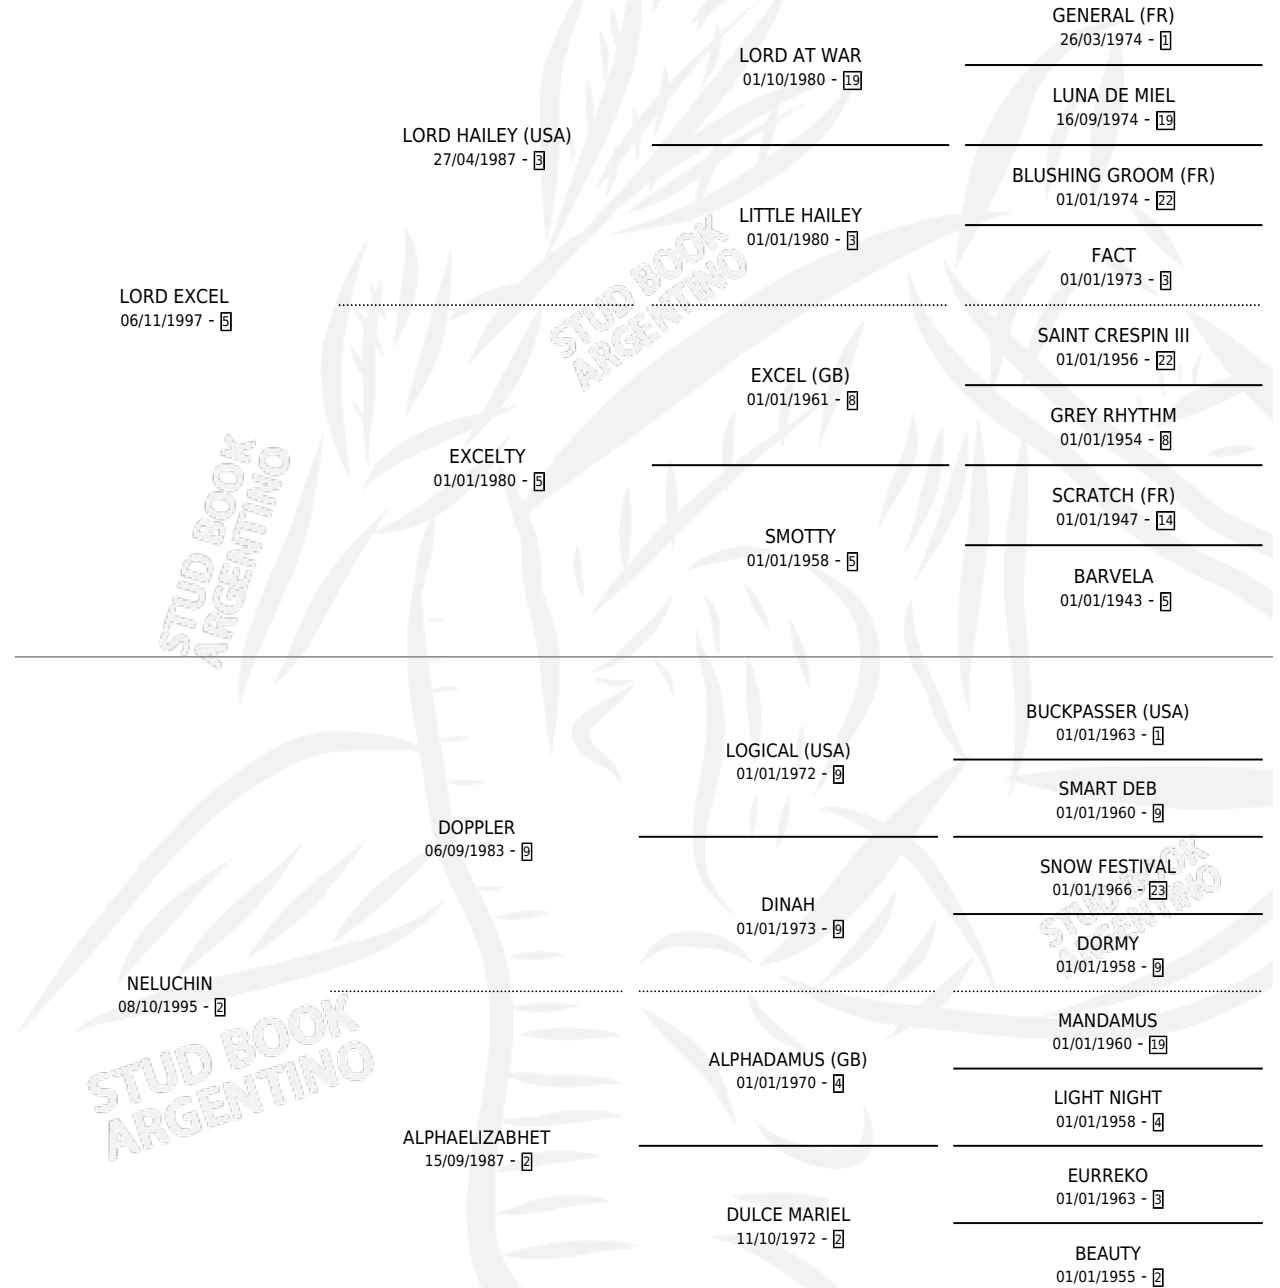 GENERAL (FR)
26/03/1974 - 1
LORD AT WAR
01/10/1980 - 19
LUNA DE MIEL
16/09/1974 - 19
LORD HAILEY (USA)
27/04/1987 - 3
BLUSHING GROOM (FR)
01/01/1974 - 22
LITTLE HAILEY
01/01/1980 - 3
FACT
01/01/1973 - 3
LORD EXCEL
06/11/1997 - 5
STUD BOOK
ARGENTINO
SAINT CRESPIN III
01/01/1956 - 22
EXCEL (GB)
01/01/1961 - 8
GREY RHYTHM
01/01/1954 - 8
EXCELTY
01/01/1980 - 5
SCRATCH (FR)
01/01/1947 - 14
SMOTTY
01/01/1958 - 5
BARVELA
01/01/1943 - 5
STUD BOOK
ARGENTINO
BUCKPASSER (USA)
01/01/1963 - 1
LOGICAL (USA)
01/01/1972 - 9
SMART DEB
01/01/1960 - 9
DOPPLER
06/09/1983 - 9
SNOW FESTIVAL
01/01/1966 - 23
DINAH
01/01/1973 - 9
DORMY
01/01/1958 - 9
STUD BOOK
ARGENTINO
NELUCHIN
08/10/1995 - 2
MANDAMUS
01/01/1960 - 19
ALPHADAMUS (GB)
01/01/1970 - 4
LIGHT NIGHT
01/01/1958 - 4
STUD BOOK
ARGENTINO
ALPHAELIZABHET
15/09/1987 - 2
EURREKO
01/01/1963 - 3
DULCE MARIEL
11/10/1972 - 2
BEAUTY
01/01/1955 - 2